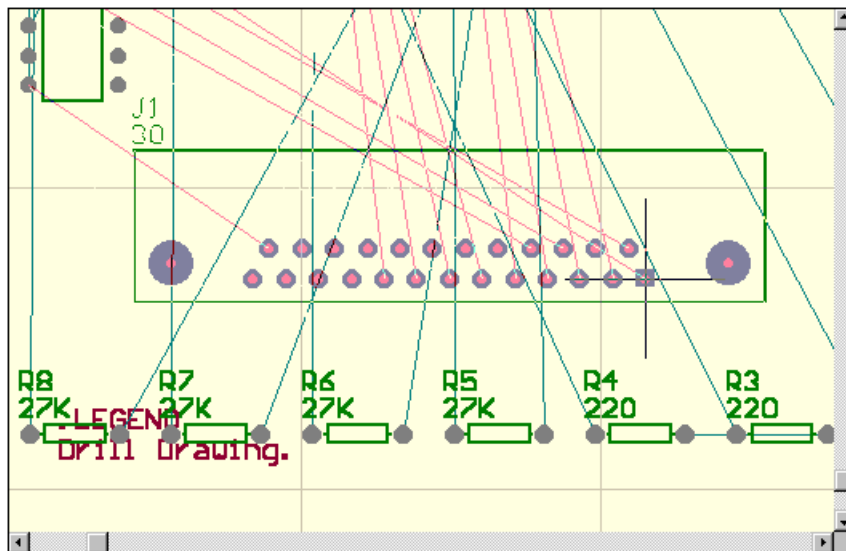 J1
30
R8
27K
R7
27K
R6
27K
R5
27K
R4
220
R3
220
.LEGEND
Drill Drawing.